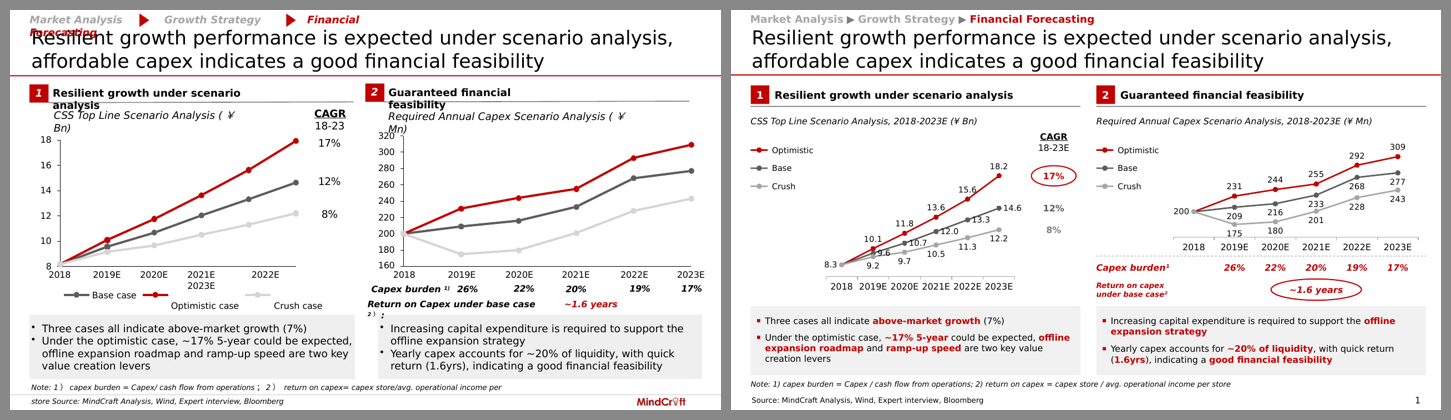 Market Analysis ▶ Growth Strategy ▶ Financial
Forecasting
Resilient growth performance is expected under scenario analysis,
affordable capex indicates a good financial feasibility
1 Resilient growth under scenario
analysis
CSS Top Line Scenario Analysis ( ¥
Bn)
CAGR
18-23
17%
12%
8%
18
16
14
12
10
8
2018 2019E 2020E 2021E 2022E
2023E
Base case
Optimistic case
Crush case
2 Guaranteed financial
feasibility
Required Annual Capex Scenario Analysis ( ¥
Mn)
320
300
280
260
240
220
200
180
160
2018 2019E 2020E 2021E 2022E 2023E
Capex burden 1) 26% 22% 20% 19% 17%
Return on Capex under base case ~1.6 years
2) :
• Three cases all indicate above-market growth (7%)
• Under the optimistic case, ~17% 5-year could be expected,
offline expansion roadmap and ramp-up speed are two key
value creation levers
• Increasing capital expenditure is required to support the
offline expansion strategy
• Yearly capex accounts for ~20% of liquidity, with quick
return (1.6yrs), indicating a good financial feasibility
Note: 1） capex burden = Capex/ cash flow from operations； 2） return on capex= capex store/avg. operational income per
store Source: MindCraft Analysis, Wind, Expert interview, Bloomberg
MindCraft
Market Analysis ▶ Growth Strategy ▶ Financial Forecasting
Resilient growth performance is expected under scenario analysis,
affordable capex indicates a good financial feasibility
1 Resilient growth under scenario analysis
CSS Top Line Scenario Analysis, 2018-2023E (¥ Bn)
CAGR
18-23E
Optimistic
Base
Crush
17%
12%
8%
18.2
15.6
13.6
11.8
10.1
8.3
14.6
13.3
12.0
10.7
9.6
12.2
11.3
10.5
9.7
9.2
2018 2019E 2020E 2021E 2022E 2023E
2 Guaranteed financial feasibility
Required Annual Capex Scenario Analysis, 2018-2023E (¥ Mn)
Optimistic
Base
Crush
309
292
255
244
231
200
277
268
233
216
209
243
228
201
180
175
2018 2019E 2020E 2021E 2022E 2023E
Capex burden¹ 26% 22% 20% 19% 17%
Return on capex
under base case²
~1.6 years
▪ Three cases all indicate above-market growth (7%)
▪ Under the optimistic case, ~17% 5-year could be expected, offline
expansion roadmap and ramp-up speed are two key value
creation levers
▪ Increasing capital expenditure is required to support the offline
expansion strategy
▪ Yearly capex accounts for ~20% of liquidity, with quick return
(1.6yrs), indicating a good financial feasibility
Note: 1) capex burden = Capex / cash flow from operations; 2) return on capex = capex store / avg. operational income per store
Source: MindCraft Analysis, Wind, Expert interview, Bloomberg
1